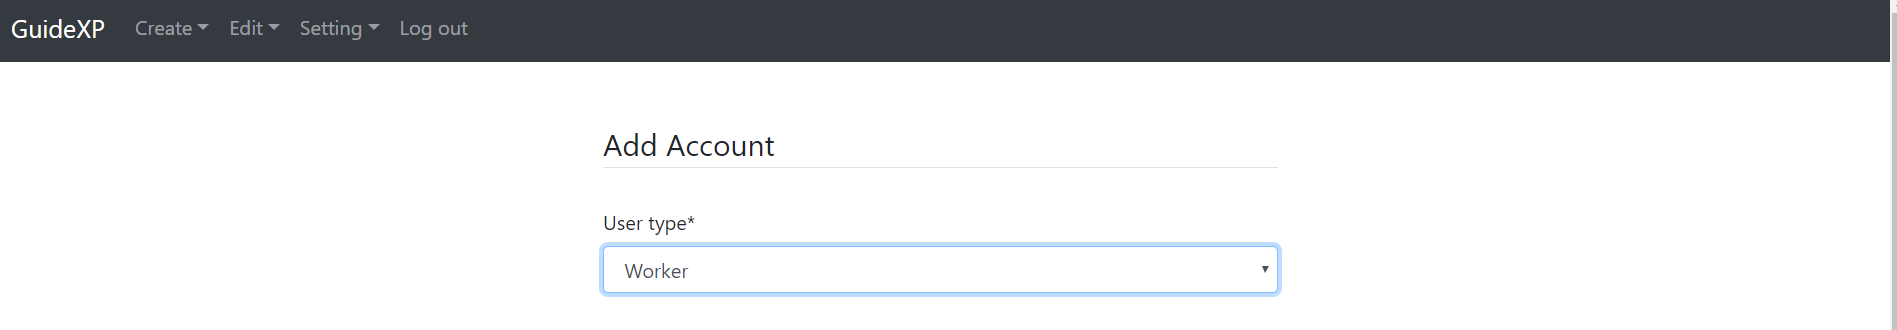 GuideXP Create Edit Setting Log out
Add Account
User type*
Worker